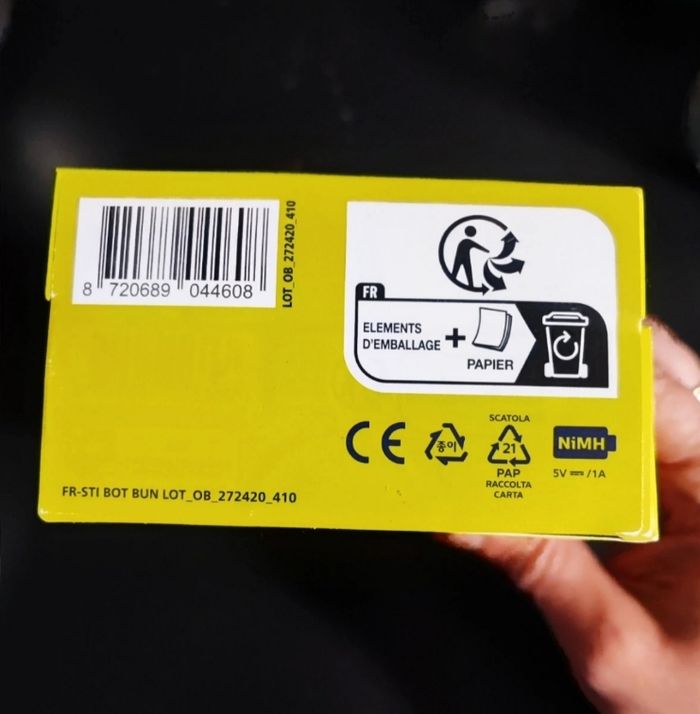 8 720689 044608
LOT_OB_272420_410
FR
ELEMENTS
D'EMBALLAGE
+
PAPIER
CE
종이
SCATOLA
21
PAP
RACCOLTA
CARTA
NiMH
5V ⎓ /1A
FR-STI BOT BUN LOT_OB_272420_410